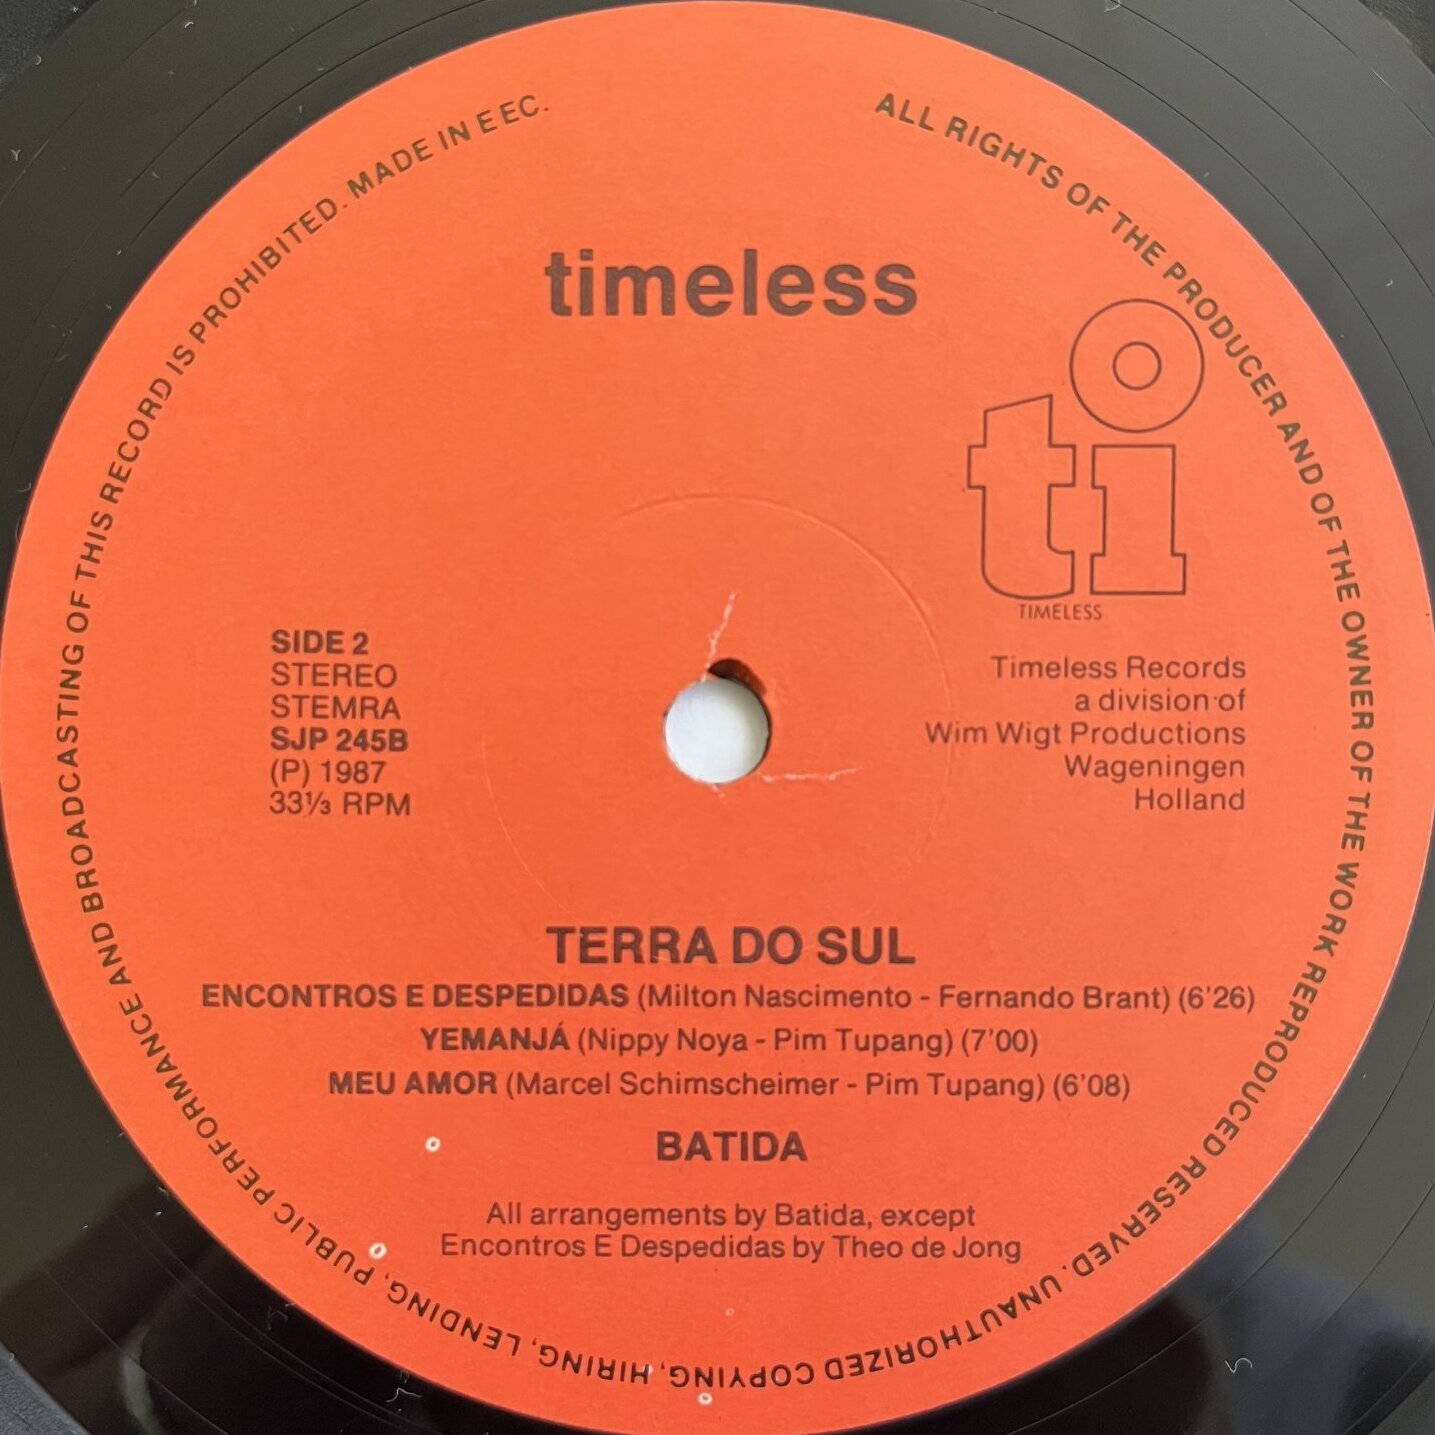 ALL RIGHTS OF THE PRODUCER AND OF THE OWNER OF THE WORK REPRODUCED RESERVED. UNAUTHORIZED COPYING, HIRING, LENDING, PUBLIC PERFORMANCE AND BROADCASTING OF THIS RECORD IS PROHIBITED. MADE IN EEC.
timeless
ti
TIMELESS
SIDE 2
STEREO
STEMRA
SJP 245B
(P) 1987
33⅓ RPM
Timeless Records
a division of
Wim Wigt Productions
Wageningen
Holland
TERRA DO SUL
ENCONTROS E DESPEDIDAS (Milton Nascimento - Fernando Brant) (6'26)
YEMANJÁ (Nippy Noya - Pim Tupang) (7'00)
MEU AMOR (Marcel Schimscheimer - Pim Tupang) (6'08)
BATIDA
All arrangements by Batida, except
Encontros E Despedidas by Theo de Jong